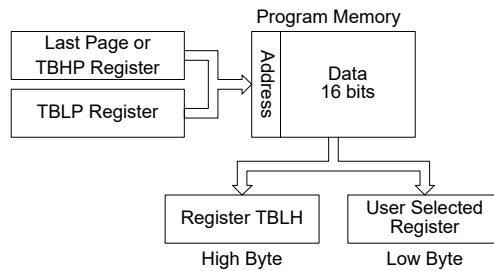 Program Memory
Last Page or
TBHP Register
TBLP Register
Address
Data
16 bits
Register TBLH
User Selected
Register
High Byte
Low Byte